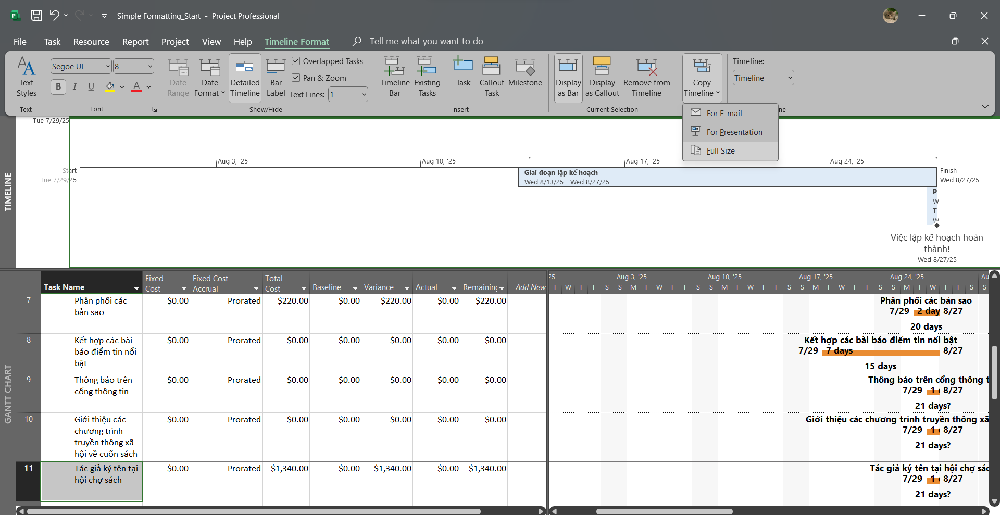 Simple Formatting_Start - Project Professional
File Task Resource Report Project View Help Timeline Format Tell me what you want to do
Text Styles
Segoe UI 8
B I U A
Date Range
Date Format
Detailed Timeline
Bar Label
Overlapped Tasks
Pan & Zoom
Text Lines: 1
Timeline Bar
Existing Tasks
Task
Callout Task
Milestone
Display as Bar
Display as Callout
Remove from Timeline
Copy Timeline
Timeline:
Timeline
Text Font Show/Hide Insert Current Selection
For E-mail
For Presentation
Full Size
TIMELINE
Tue 7/29/25
Aug 3, '25 Aug 10, '25 Aug 17, '25 Aug 24, '25
Start
Tue 7/29/25
Giai đoạn lập kế hoạch
Wed 8/13/25 - Wed 8/27/25
Finish
Wed 8/27/25
P
W
T
W
Việc lập kế hoạch hoàn
thành!
Wed 8/27/25
GANTT CHART
Task Name Fixed Cost Fixed Cost Accrual Total Cost Baseline Variance Actual Remaining Add New
7 Phân phối các $0.00 Prorated $220.00 $0.00 $220.00 $0.00 $220.00
bản sao
8 Kết hợp các bài $0.00 Prorated $0.00 $0.00 $0.00 $0.00 $0.00
báo điểm tin nổi
bật
9 Thông báo trên $0.00 Prorated $0.00 $0.00 $0.00 $0.00 $0.00
cổng thông tin
10 Giới thiệu các $0.00 Prorated $0.00 $0.00 $0.00 $0.00 $0.00
chương trình
truyền thông xã
hội về cuốn sách
11 Tác giả ký tên tại $0.00 Prorated $1,340.00 $0.00 $1,340.00 $0.00 $1,340.00
hội chợ sách
25 Aug 3, '25 Aug 10, '25 Aug 17, '25 Aug 24, '25 Au
T W T F S S M T W T F S S M T W T F S S M T W T F S S M T W T F S S
Phân phối các bản sao
7/29 2 day 8/27
20 days
Kết hợp các bài báo điểm tin nổi bật
7/29 7 days 8/27
15 days
Thông báo trên cổng thông t
7/29 1 8/27
21 days?
Giới thiệu các chương trình truyền thông xã
7/29 1 8/27
21 days?
Tác giả ký tên tại hội chợ sác
7/29 1 8/27
21 days?